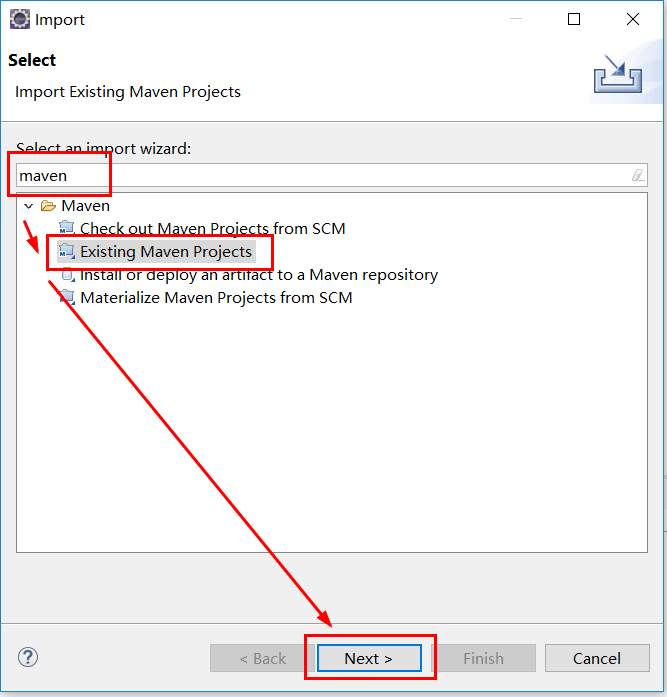 Import
Select
Import Existing Maven Projects
Select an import wizard:
maven
Maven
Check out Maven Projects from SCM
Existing Maven Projects
Install or deploy an artifact to a Maven repository
Materialize Maven Projects from SCM
?
< Back
Next >
Finish
Cancel